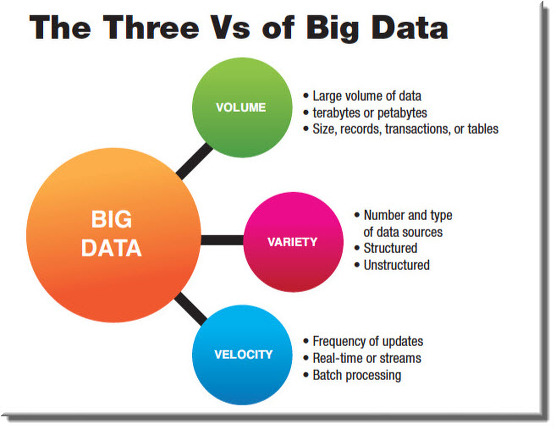 The Three Vs of Big Data
VOLUME
• Large volume of data
• terabytes or petabytes
• Size, records, transactions, or tables
BIG
DATA
VARIETY
• Number and type
of data sources
• Structured
• Unstructured
VELOCITY
• Frequency of updates
• Real-time or streams
• Batch processing